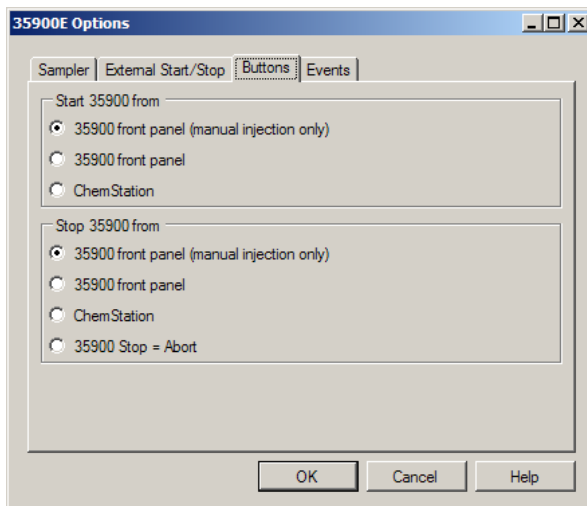 35900E Options
Sampler External Start/Stop Buttons Events
Start 35900 from
35900 front panel (manual injection only)
35900 front panel
ChemStation
Stop 35900 from
35900 front panel (manual injection only)
35900 front panel
ChemStation
35900 Stop = Abort
OK Cancel Help